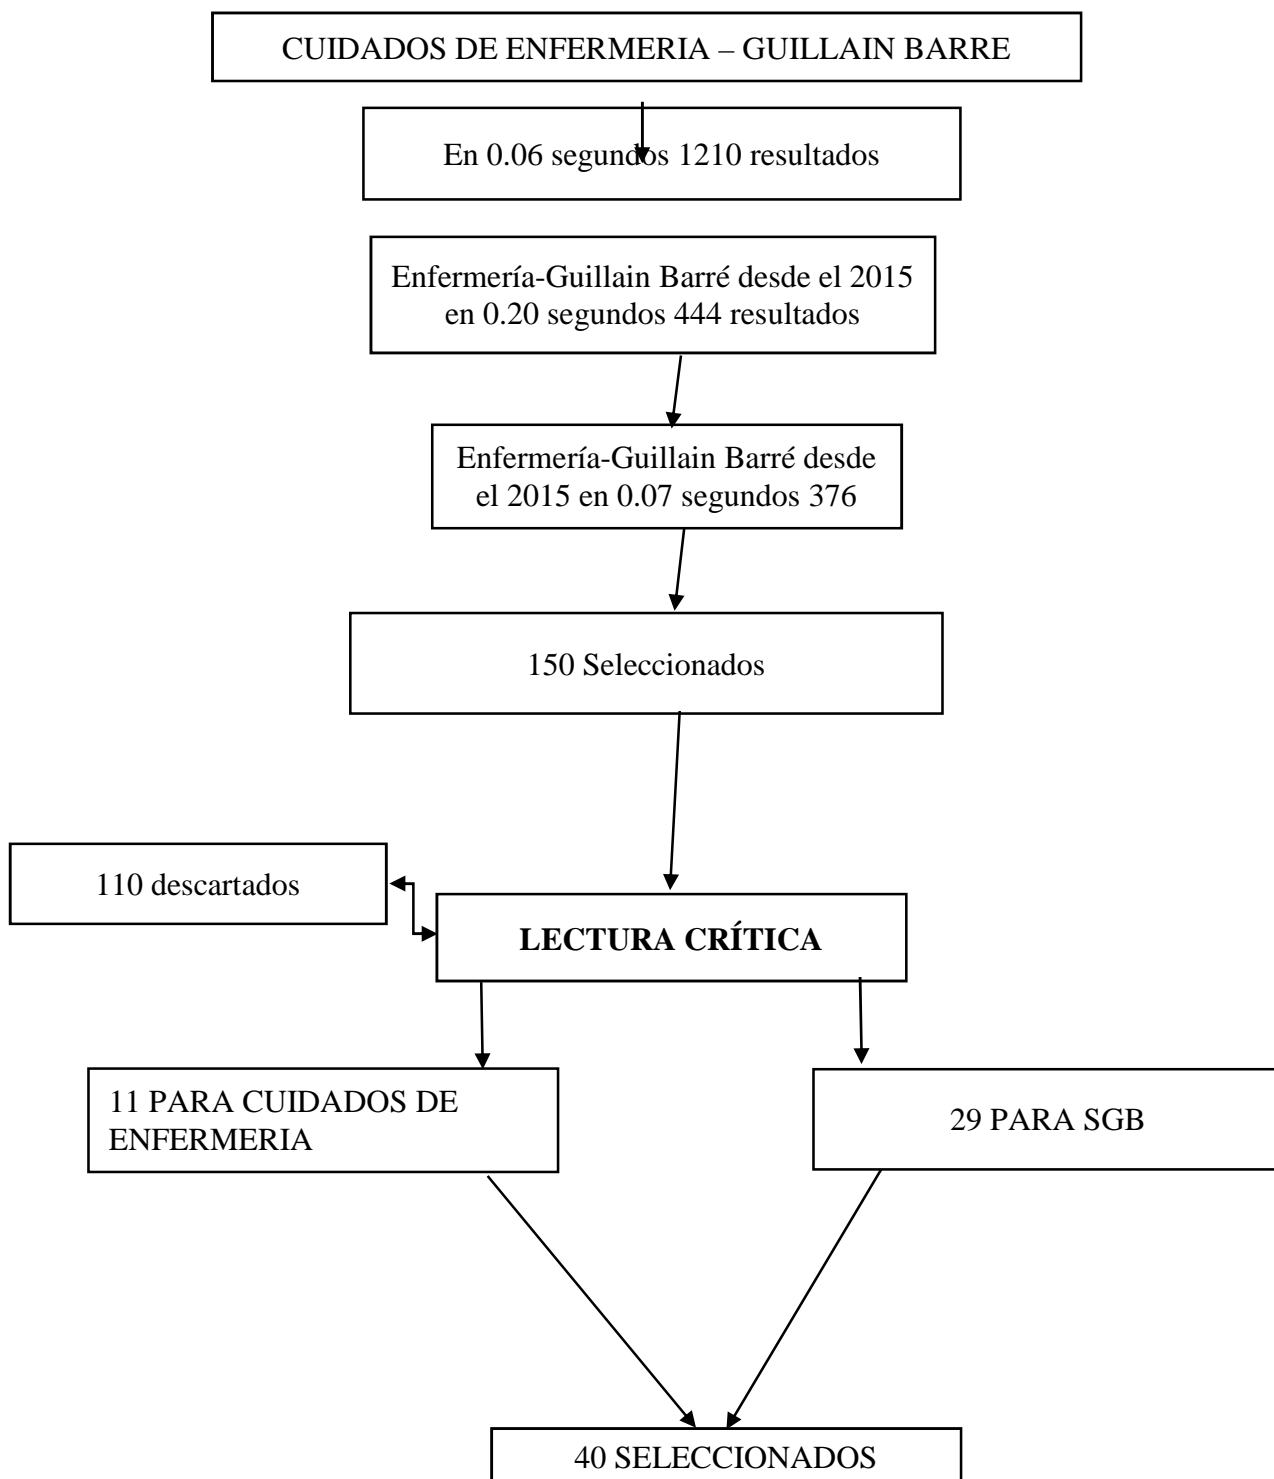 CUIDADOS DE ENFERMERIA – GUILLAIN BARRE
En 0.06 segundos 1210 resultados
Enfermería-Guillain Barré desde el 2015
en 0.20 segundos 444 resultados
Enfermería-Guillain Barré desde
el 2015 en 0.07 segundos 376
150 Seleccionados
110 descartados
LECTURA CRÍTICA
11 PARA CUIDADOS DE
ENFERMERIA
29 PARA SGB
40 SELECCIONADOS